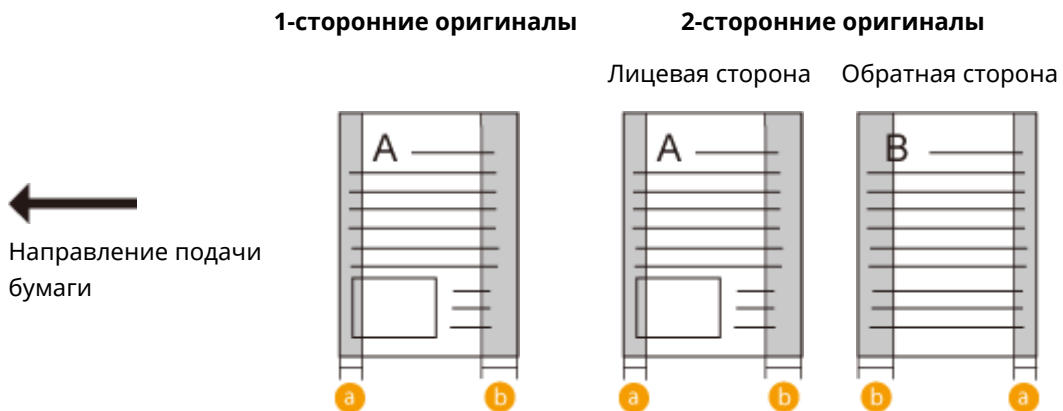 1-сторонние оригиналы
2-сторонние оригиналы
Лицевая сторона
Обратная сторона
A
A
B
Направление подачи
бумаги
a
b
a
b
b
a